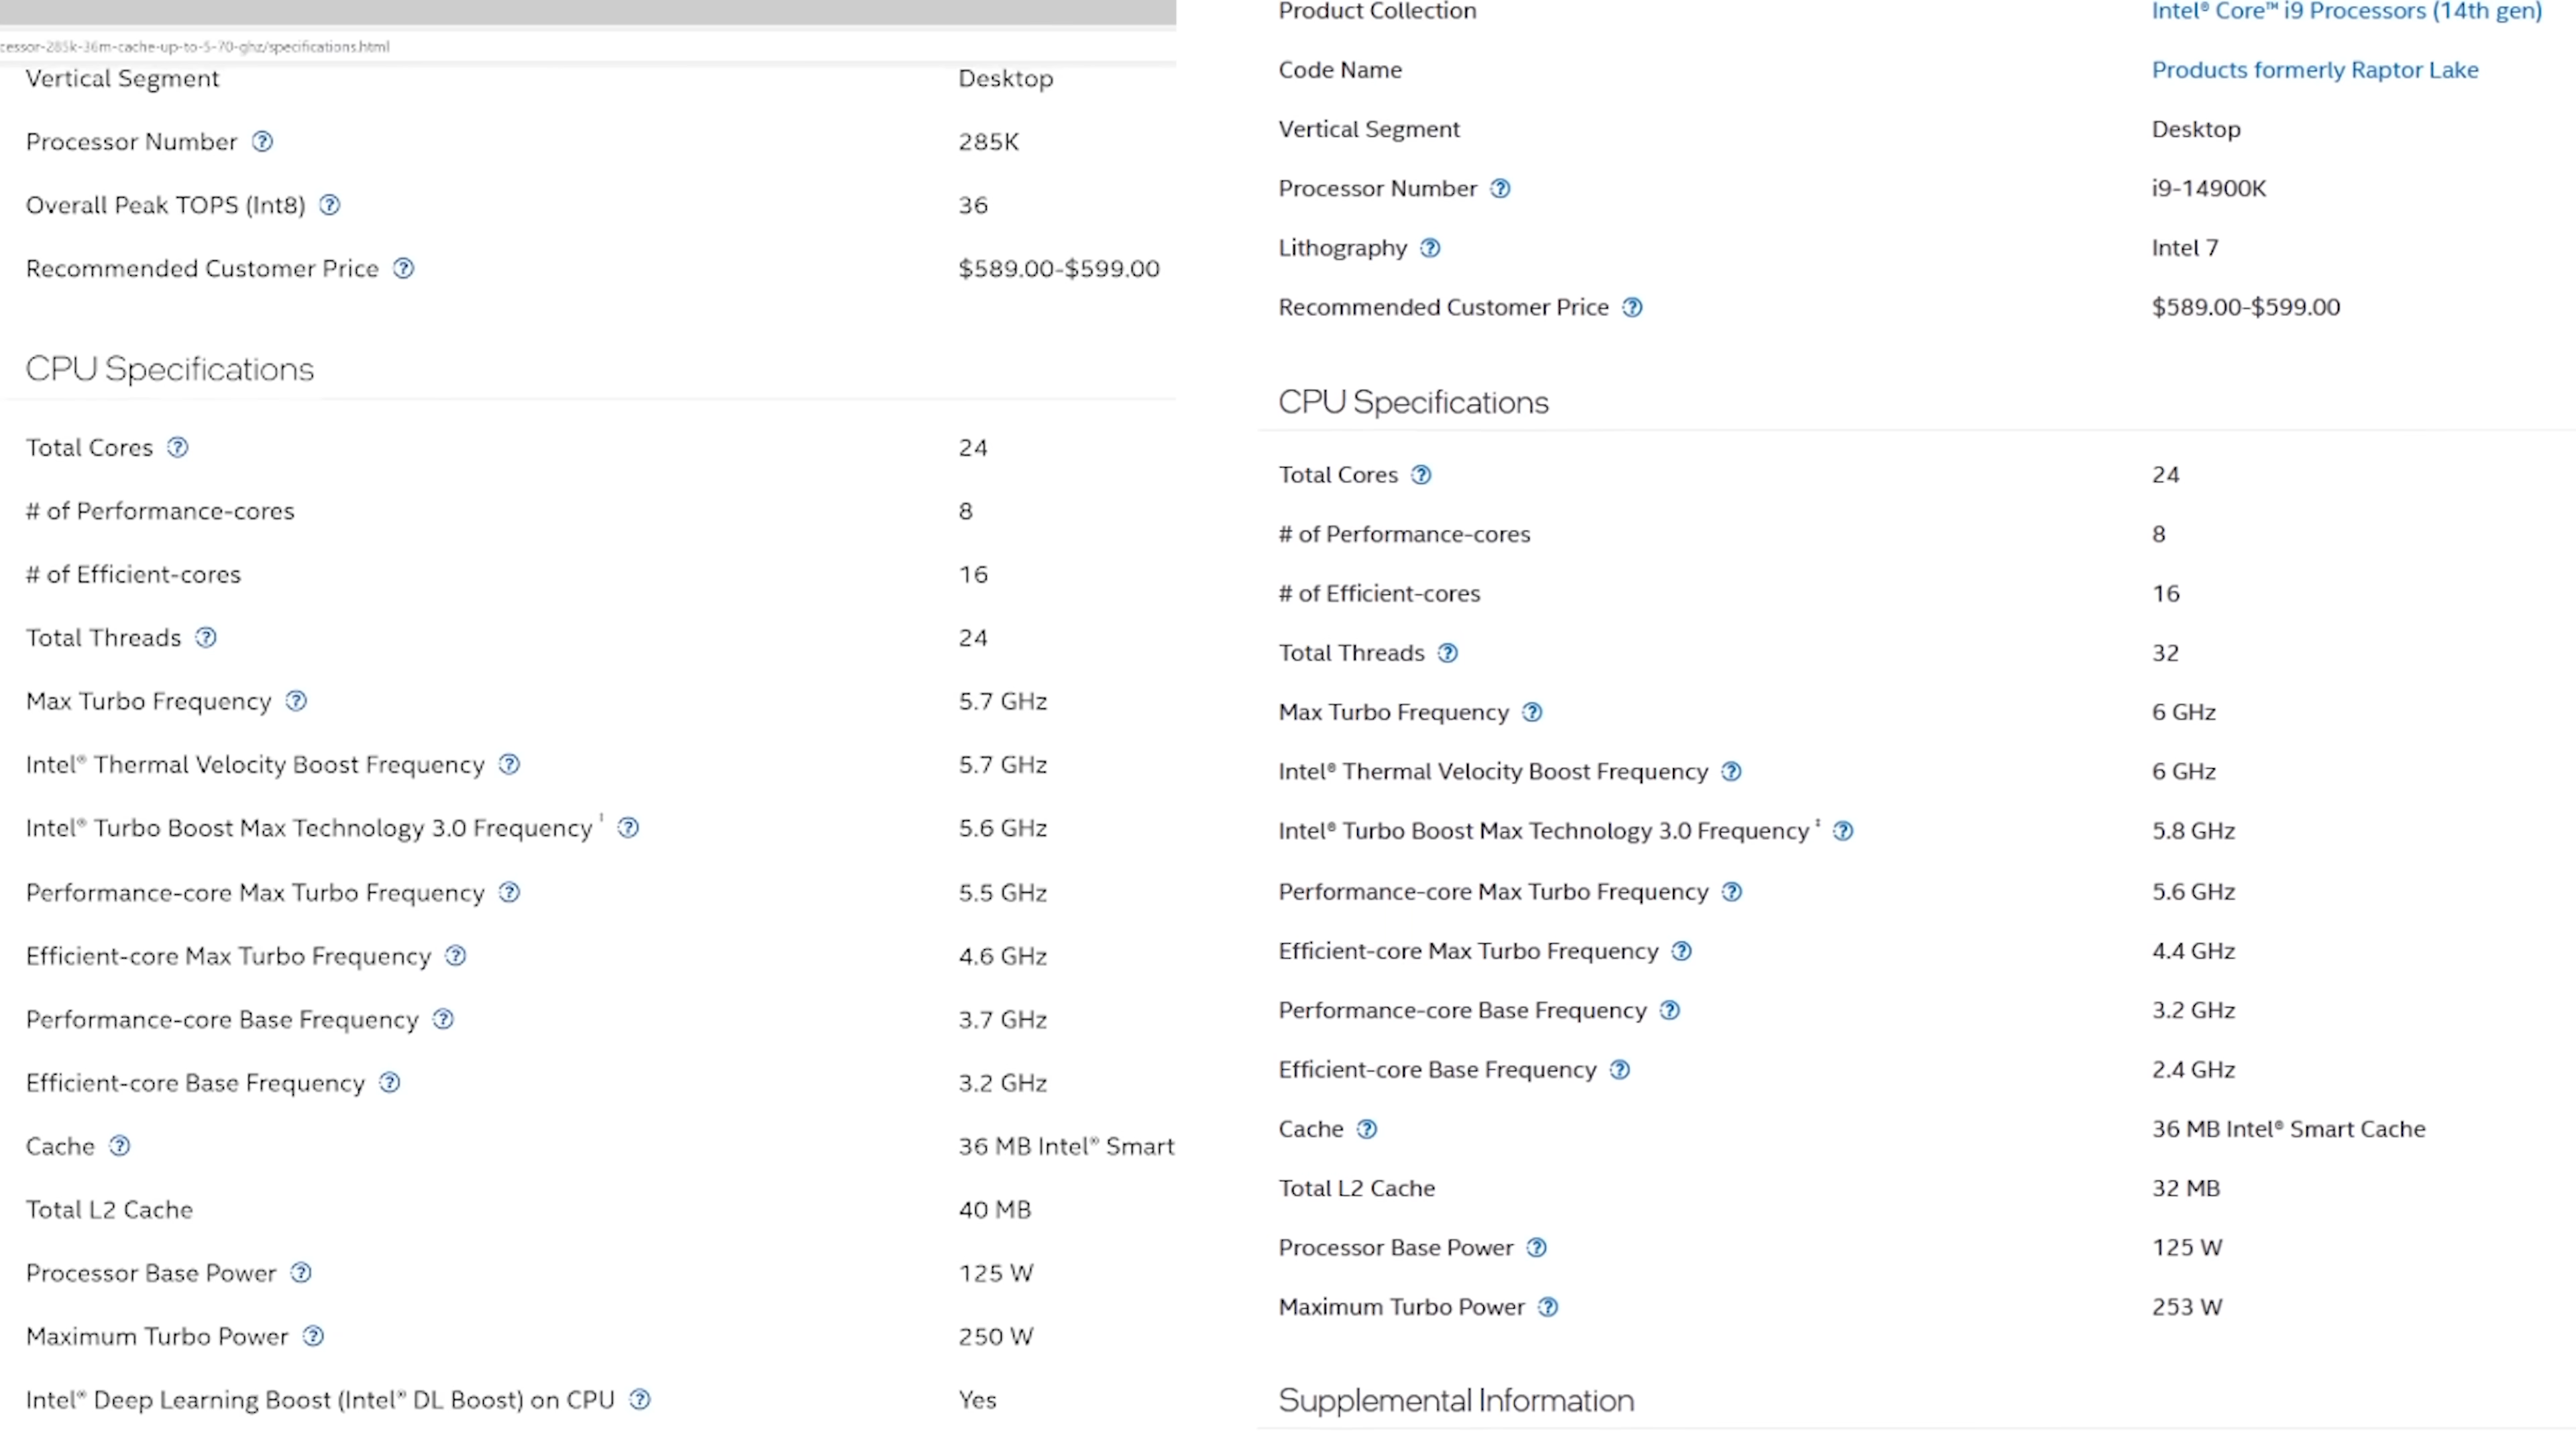 cessor-285k-36m-cache-up-to-5-70-ghz/specifications.html
Vertical Segment Desktop
Processor Number ? 285K
Overall Peak TOPS (Int8) ? 36
Recommended Customer Price ? $589.00-$599.00
CPU Specifications
Total Cores ? 24
# of Performance-cores 8
# of Efficient-cores 16
Total Threads ? 24
Max Turbo Frequency ? 5.7 GHz
Intel® Thermal Velocity Boost Frequency ? 5.7 GHz
Intel® Turbo Boost Max Technology 3.0 Frequency ‡ ? 5.6 GHz
Performance-core Max Turbo Frequency ? 5.5 GHz
Efficient-core Max Turbo Frequency ? 4.6 GHz
Performance-core Base Frequency ? 3.7 GHz
Efficient-core Base Frequency ? 3.2 GHz
Cache ? 36 MB Intel® Smart
Total L2 Cache 40 MB
Processor Base Power ? 125 W
Maximum Turbo Power ? 250 W
Intel® Deep Learning Boost (Intel® DL Boost) on CPU ? Yes
Product Collection Intel® Core™ i9 Processors (14th gen)
Code Name Products formerly Raptor Lake
Vertical Segment Desktop
Processor Number ? i9-14900K
Lithography ? Intel 7
Recommended Customer Price ? $589.00-$599.00
CPU Specifications
Total Cores ? 24
# of Performance-cores 8
# of Efficient-cores 16
Total Threads ? 32
Max Turbo Frequency ? 6 GHz
Intel® Thermal Velocity Boost Frequency ? 6 GHz
Intel® Turbo Boost Max Technology 3.0 Frequency ‡ ? 5.8 GHz
Performance-core Max Turbo Frequency ? 5.6 GHz
Efficient-core Max Turbo Frequency ? 4.4 GHz
Performance-core Base Frequency ? 3.2 GHz
Efficient-core Base Frequency ? 2.4 GHz
Cache ? 36 MB Intel® Smart Cache
Total L2 Cache 32 MB
Processor Base Power ? 125 W
Maximum Turbo Power ? 253 W
Supplemental Information